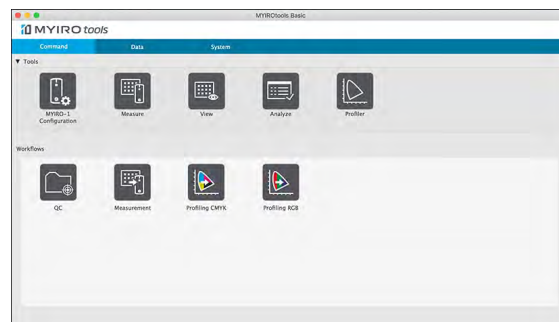 MYIROtools Basic
MYIRO tools
Command Data System
Tools
MYIRO-1 Configuration Measure View Analyze Profiler
Workflows
QC Measurement Profiling CMYK Profiling RGB